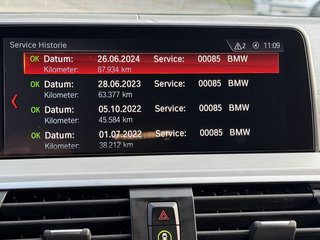 Service Historie 2 11:09
OK Datum: 26.06.2024 Service: 00085 BMW
Kilometer: 87.934 km
OK Datum: 28.06.2023 Service: 00085 BMW
Kilometer: 63.377 km
OK Datum: 05.10.2022 Service: 00085 BMW
Kilometer: 45.584 km
OK Datum: 01.07.2022 Service: 00085 BMW
Kilometer: 38.212 km